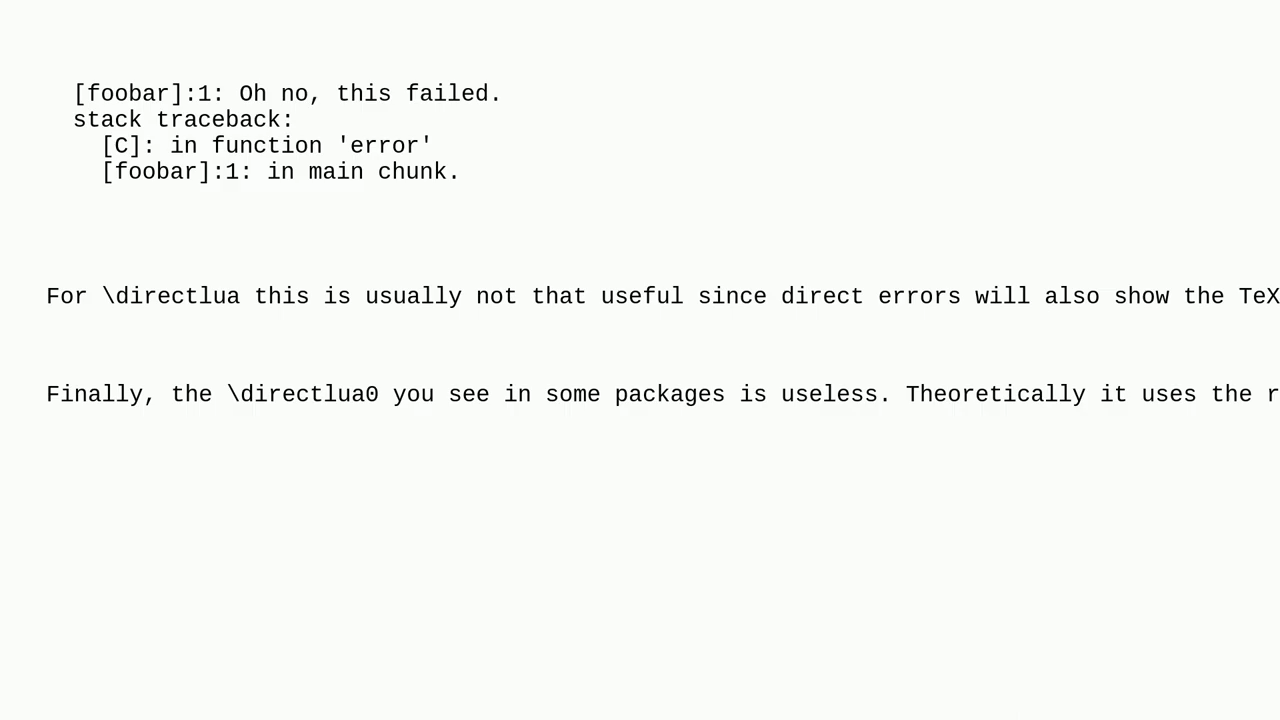 [foobar]:1: Oh no, this failed.
stack traceback:
[C]: in function 'error'
[foobar]:1: in main chunk.
For \directlua this is usually not that useful since direct errors will also show the TeX
Finally, the \directlua0 you see in some packages is useless. Theoretically it uses the r